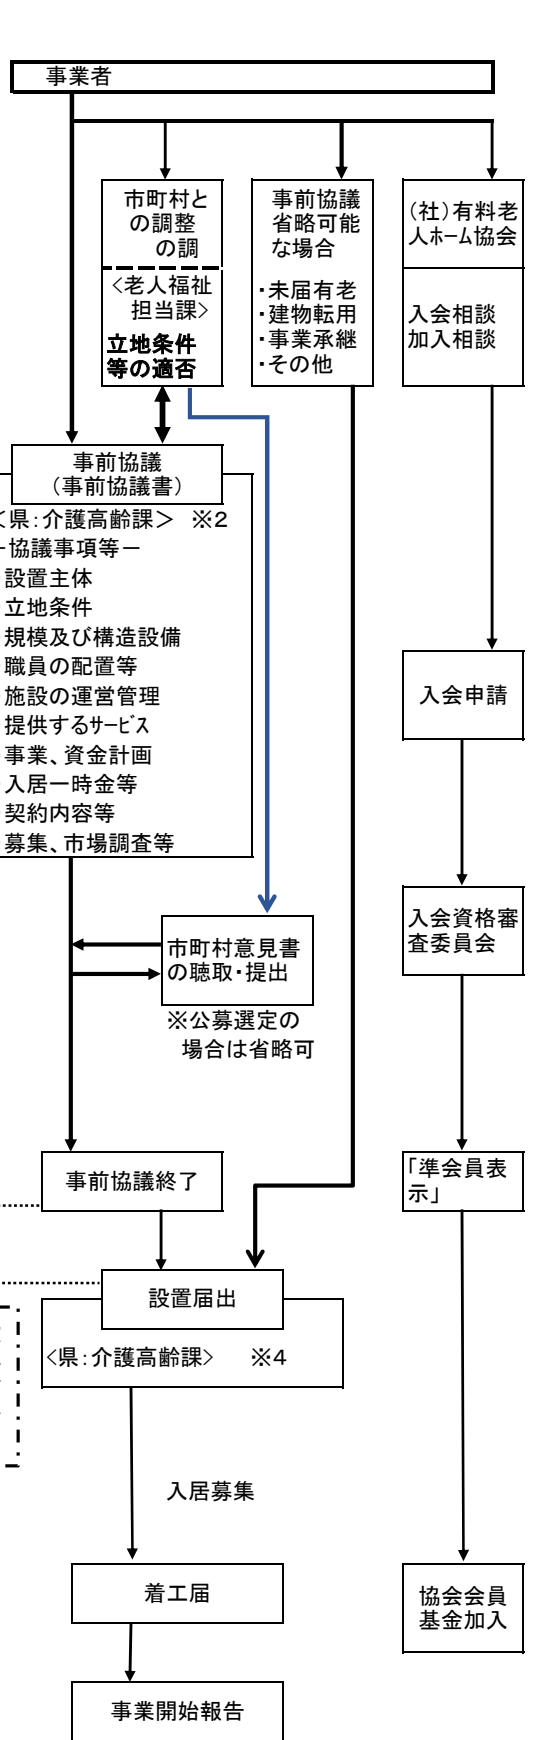 事業者
市町村と
の調整
の調
<老人福祉
担当課>
立地条件
等の適否
事前協議
省略可能
な場合
・未届有老
・建物転用
・事業承継
・その他
(社)有料老
人ホーム協会
入会相談
加入相談
事前協議
(事前協議書)
<県:介護高齢課> ※2
－協議事項等－
設置主体
立地条件
規模及び構造設備
職員の配置等
施設の運営管理
提供するサービス
事業、資金計画
入居一時金等
契約内容等
募集、市場調査等
入会申請
市町村意見書
の聴取・提出
※公募選定の
場合は省略可
入会資格審
査委員会
事前協議終了
「準会員表
示」
設置届出
<県:介護高齢課> ※4
入居募集
着工届
協会会員
基金加入
事業開始報告